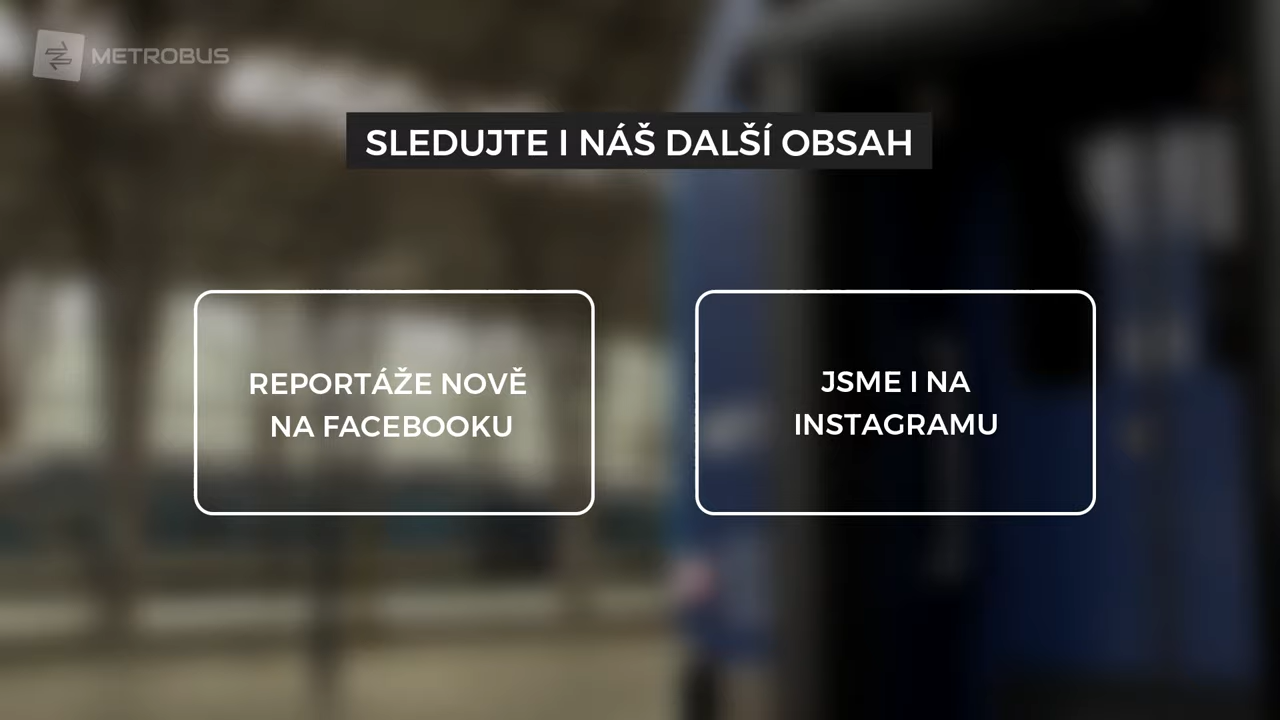 METROBUS
SLEDUJTE I NÁŠ DALŠÍ OBSAH
REPORTÁŽE NOVĚ
NA FACEBOOKU
JSME I NA
INSTAGRAMU